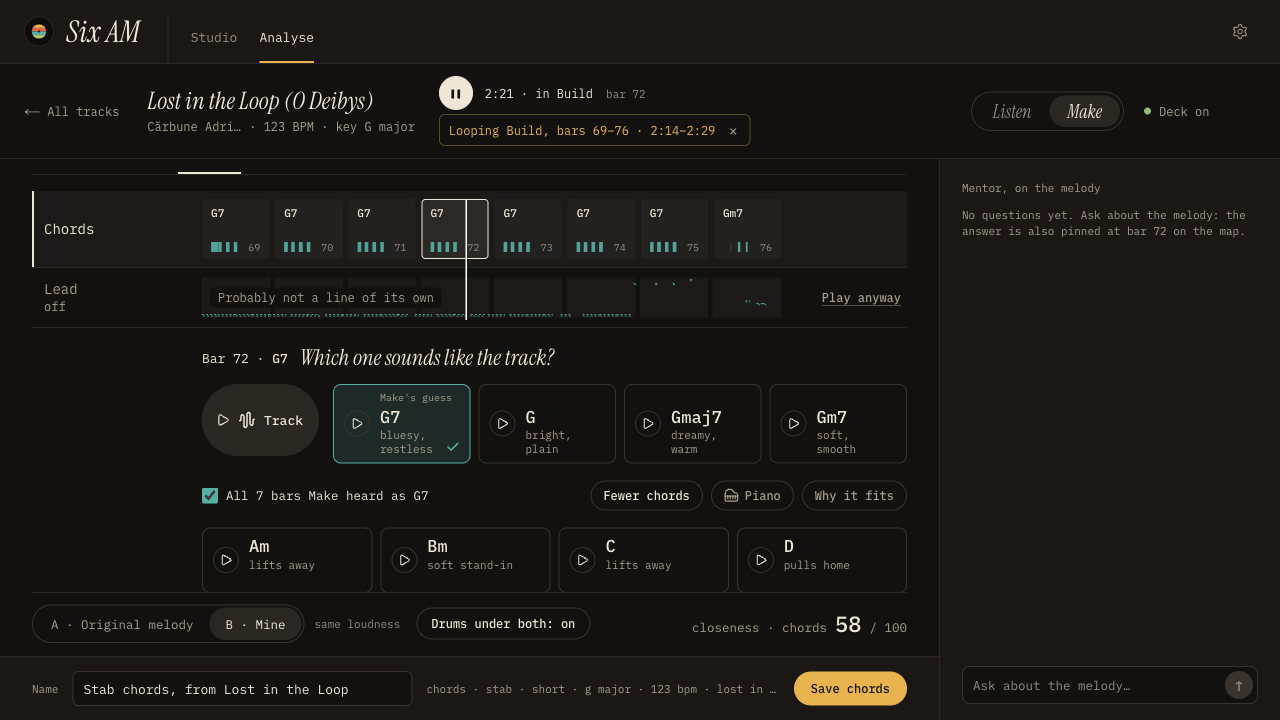 Six AM
Studio
Analyse
← All tracks
Lost in the Loop (O Deibys)
Cărbune Adri… · 123 BPM · key G major
2:21 · in Build bar 72
Looping Build, bars 69–76 · 2:14–2:29 ×
Listen
Make
Deck on
Chords
G7 69
G7 70
G7 71
G7 72
G7 73
G7 74
G7 75
Gm7 76
Lead
off
Probably not a line of its own
Play anyway
Bar 72 · G7 Which one sounds like the track?
Track
Make's guess
G7
bluesy,
restless
G
bright,
plain
Gmaj7
dreamy,
warm
Gm7
soft,
smooth
All 7 bars Make heard as G7
Fewer chords
Piano
Why it fits
Am
lifts away
Bm
soft stand-in
C
lifts away
D
pulls home
A · Original melody
B · Mine
same loudness
Drums under both: on
closeness · chords 58 / 100
Name
Stab chords, from Lost in the Loop
chords · stab · short · g major · 123 bpm · lost in …
Save chords
Mentor, on the melody
No questions yet. Ask about the melody: the
answer is also pinned at bar 72 on the map.
Ask about the melody…
↑